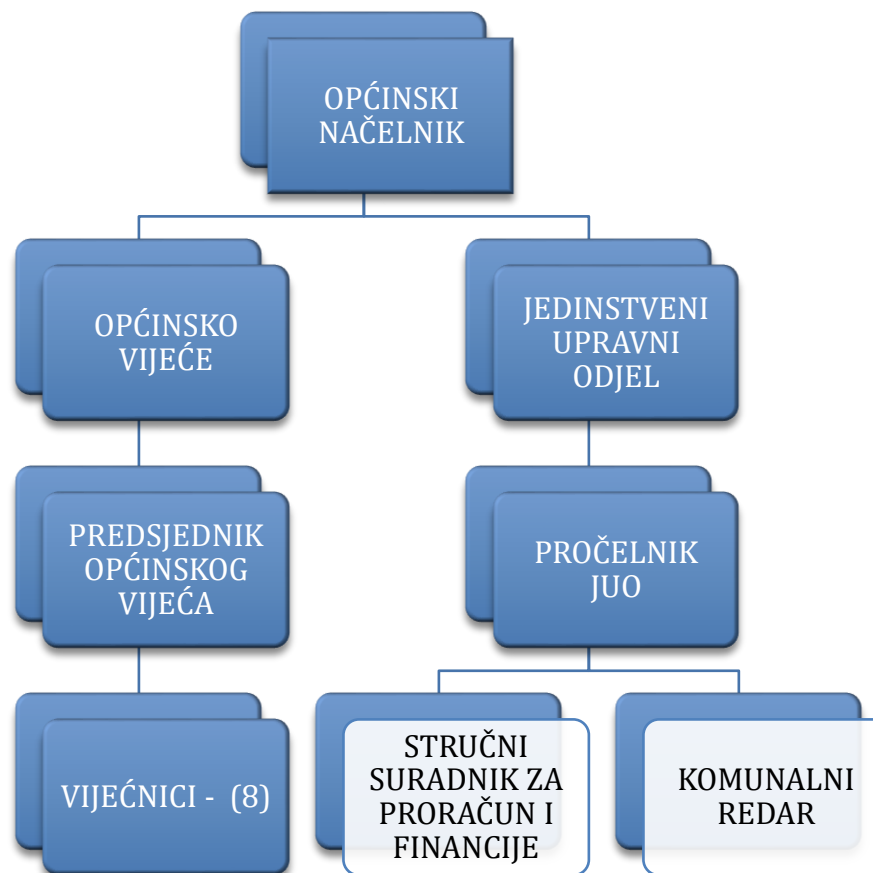 OPĆINSKI
NAČELNIK
OPĆINSKO
VIJEĆE
JEDINSTVENI
UPRAVNI
ODJEL
PREDSJEDNIK
OPĆINSKOG
VIJEĆA
PROČELNIK
JUO
VIJEĆNICI - (8)
STRUČNI
SURADNIK ZA
PRORAČUN I
FINANCIJE
KOMUNALNI
REDAR